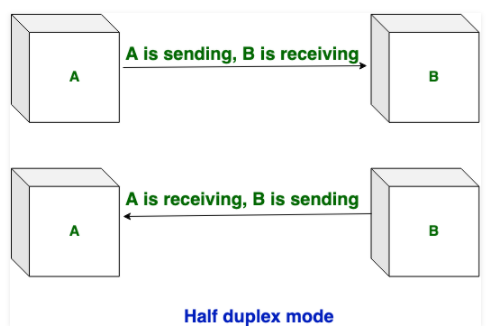 A is sending, B is receiving
A
B
A is receiving, B is sending
A
B
Half duplex mode